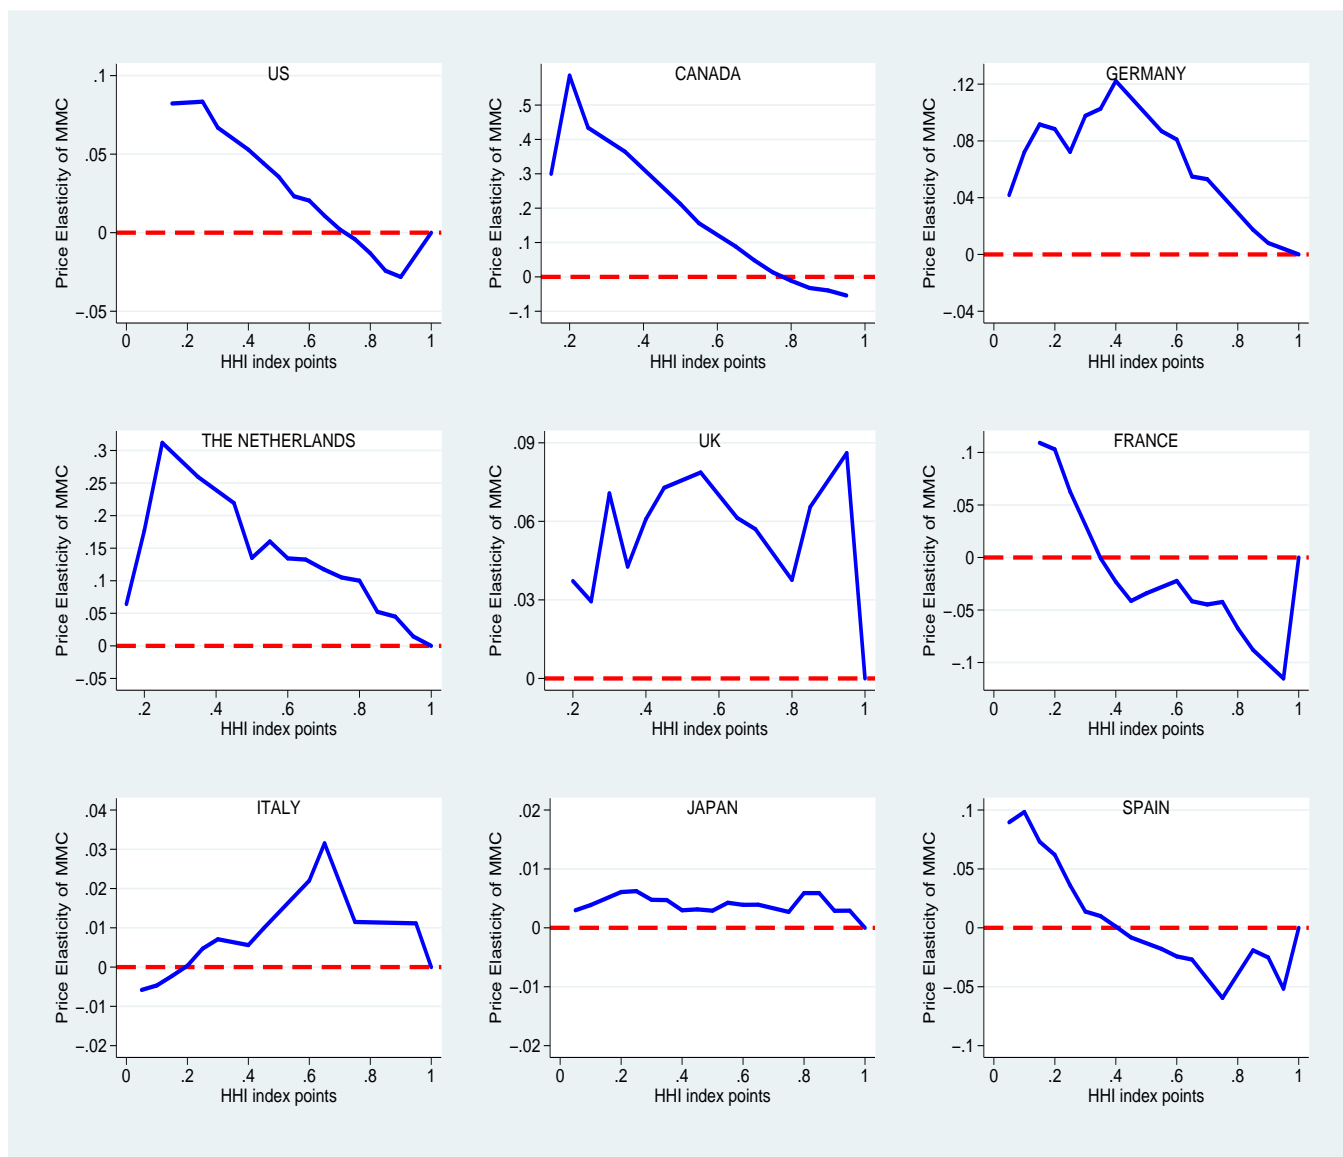 US
Price Elasticity of MMC
.1
.05
0
−.05
0 .2 .4 .6 .8 1
HHI index points
CANADA
Price Elasticity of MMC
.5
.4
.3
.2
.1
0
−.1
.2 .4 .6 .8 1
HHI index points
GERMANY
Price Elasticity of MMC
.12
.08
.04
0
−.04
0 .2 .4 .6 .8 1
HHI index points
THE NETHERLANDS
Price Elasticity of MMC
.3
.25
.2
.15
.1
.05
0
−.05
.2 .4 .6 .8 1
HHI index points
UK
Price Elasticity of MMC
.09
.06
.03
0
.2 .4 .6 .8 1
HHI index points
FRANCE
Price Elasticity of MMC
.1
.05
0
−.05
−.1
0 .2 .4 .6 .8 1
HHI index points
ITALY
Price Elasticity of MMC
.04
.03
.02
.01
0
−.01
−.02
0 .2 .4 .6 .8 1
HHI index points
JAPAN
Price Elasticity of MMC
.02
.01
0
−.01
−.02
0 .2 .4 .6 .8 1
HHI index points
SPAIN
Price Elasticity of MMC
.1
.05
0
−.05
−.1
0 .2 .4 .6 .8 1
HHI index points